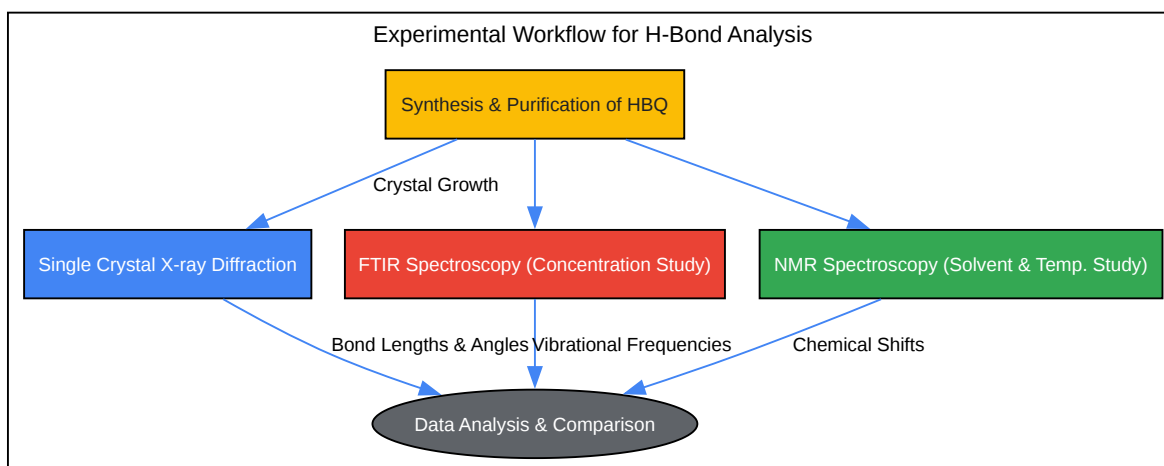 Experimental Workflow for H-Bond Analysis
Synthesis & Purification of HBQ
Crystal Growth
Single Crystal X-ray Diffraction
FTIR Spectroscopy (Concentration Study)
NMR Spectroscopy (Solvent & Temp. Study)
Bond Lengths & Angles
Vibrational Frequencies
Chemical Shifts
Data Analysis & Comparison